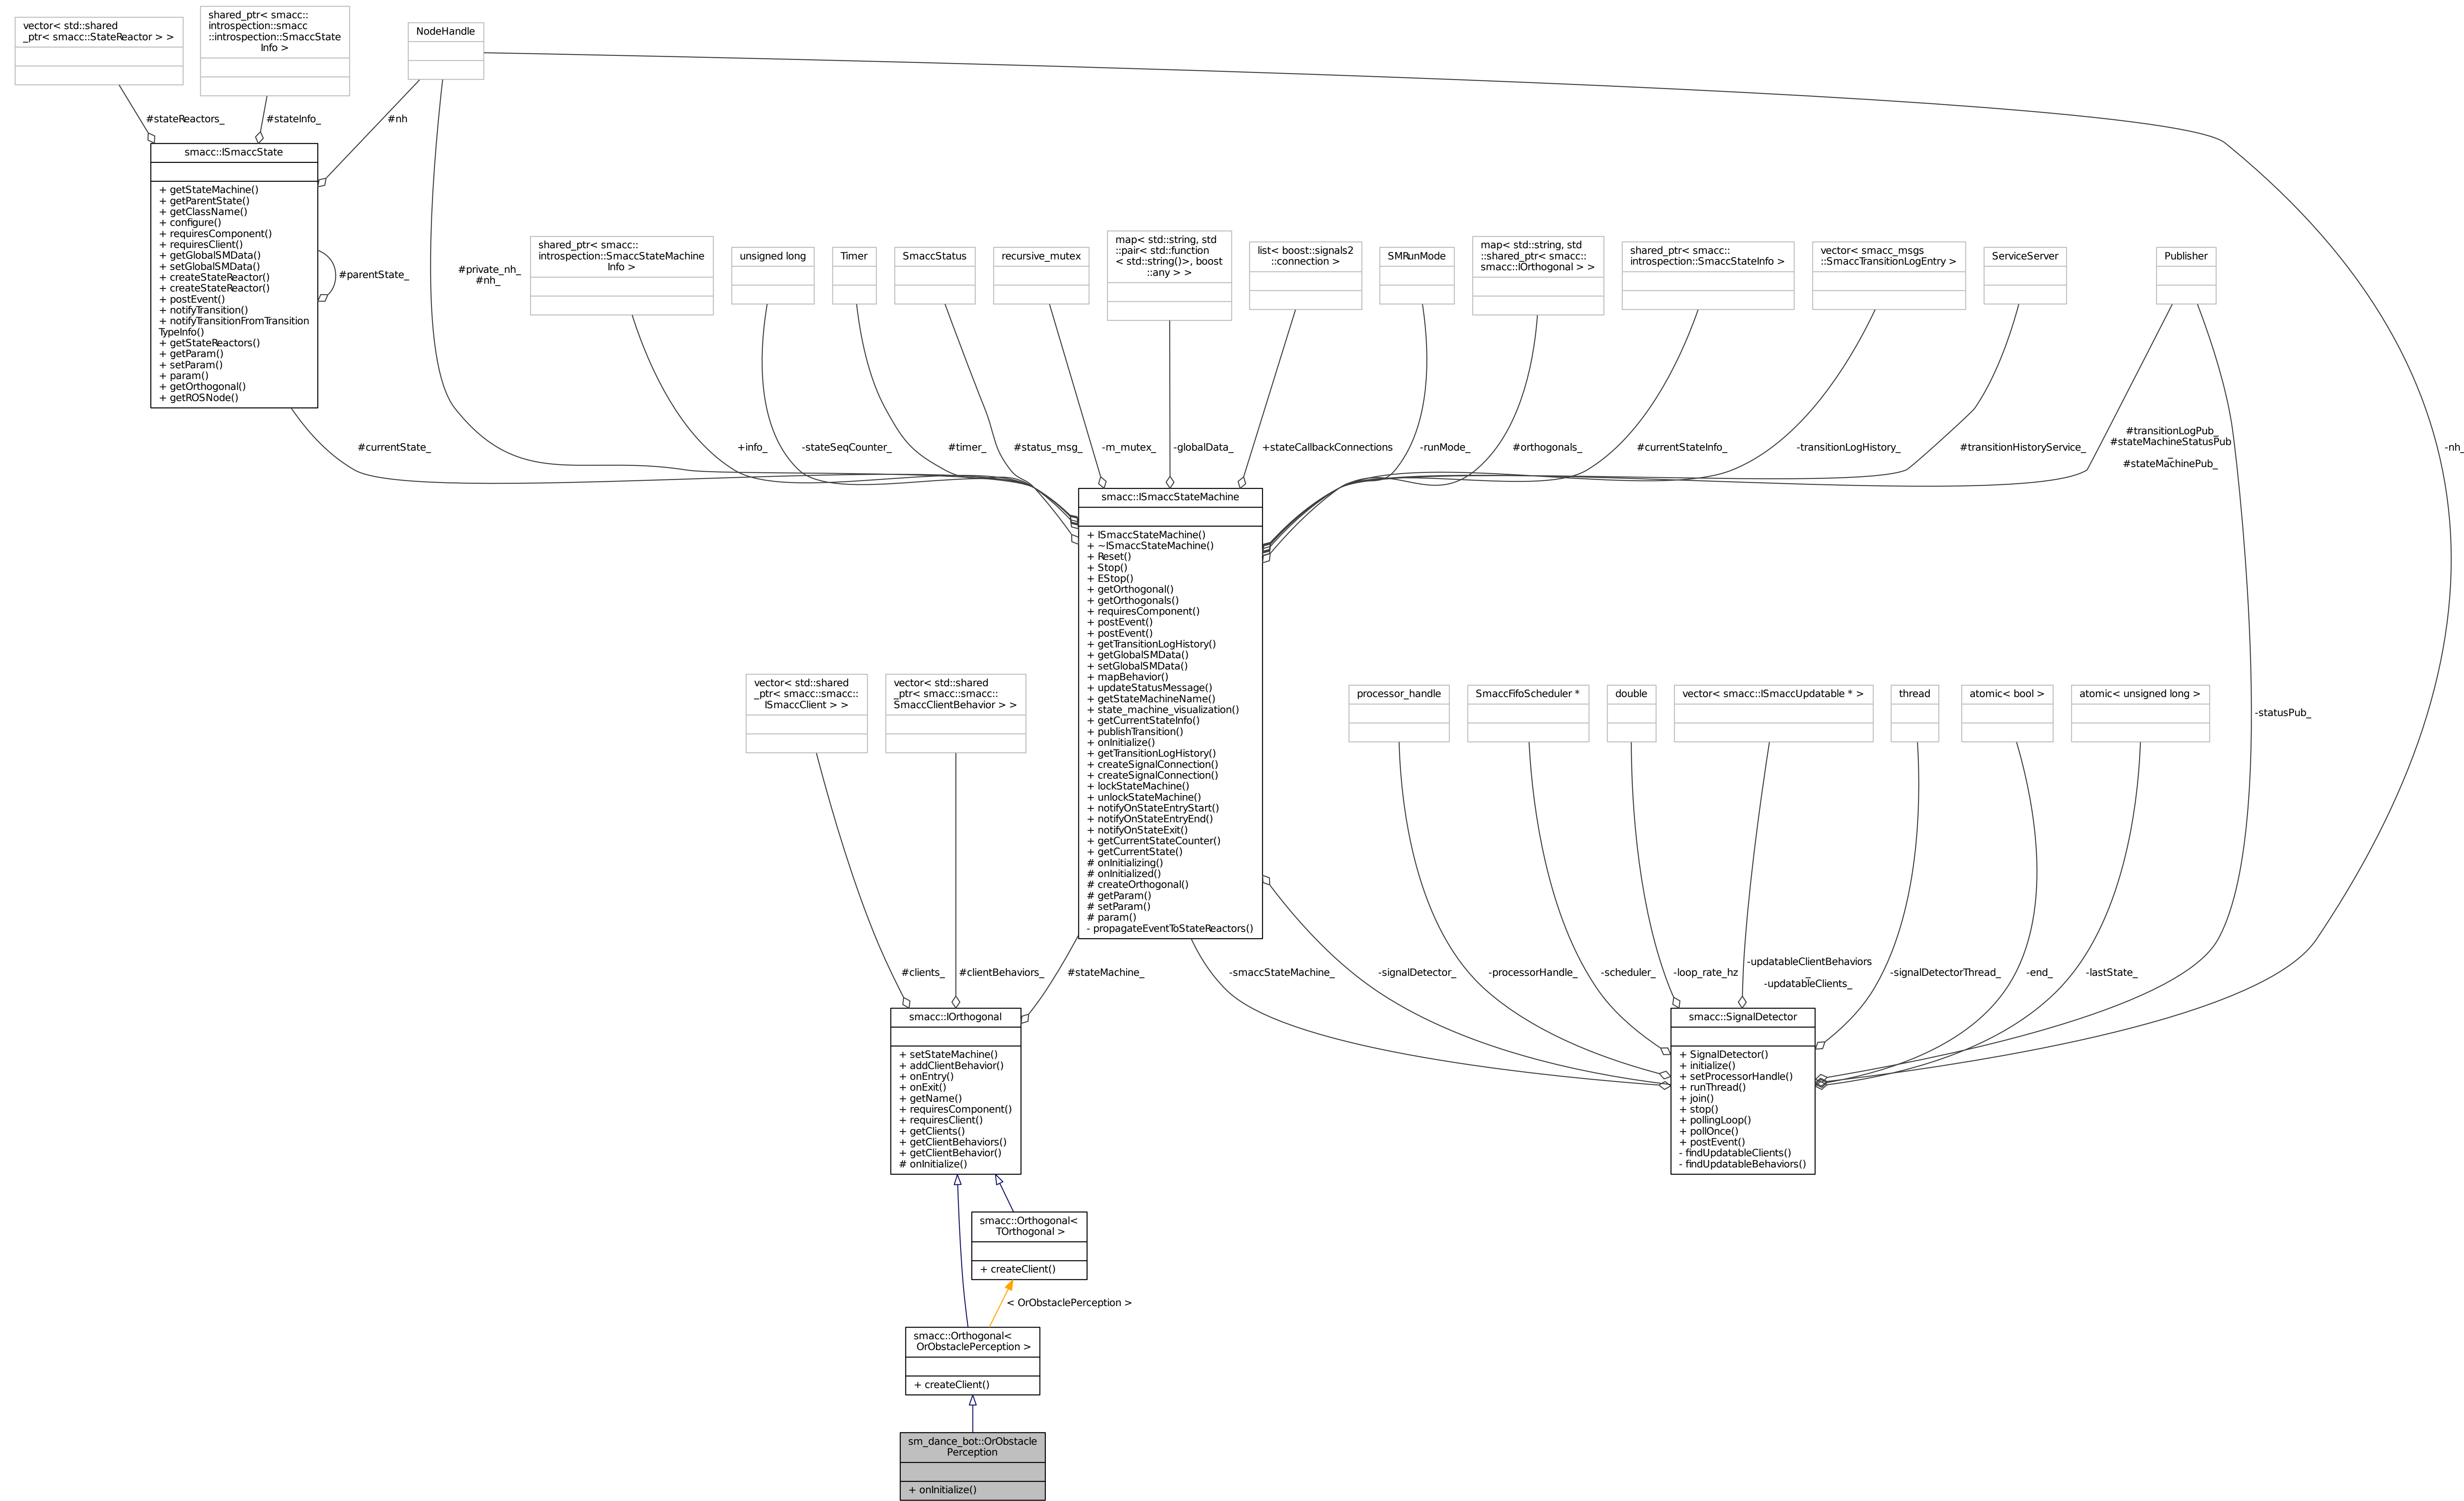 vector< std::shared
_ptr< smacc::StateReactor > >
shared_ptr< smacc::
introspection::smacc
::introspection::SmaccState
Info >
NodeHandle
#stateReactors_
#stateInfo_
#nh
smacc::ISmaccState
+ getStateMachine()
+ getParentState()
+ getClassName()
+ configure()
+ requiresComponent()
+ requiresClient()
+ getGlobalSMData()
+ setGlobalSMData()
+ createStateReactor()
+ createStateReactor()
+ postEvent()
+ notifyTransition()
+ notifyTransitionFromTransition
TypeInfo()
+ getStateReactors()
+ getParam()
+ setParam()
+ param()
+ getOrthogonal()
+ getROSNode()
#parentState_
#private_nh_
#nh_
shared_ptr< smacc::
introspection::SmaccStateMachine
Info >
unsigned long
Timer
SmaccStatus
recursive_mutex
map< std::string, std
::pair< std::function
< std::string()>, boost
::any > >
list< boost::signals2
::connection >
SMRunMode
map< std::string, std
::shared_ptr< smacc::
smacc::IOrthogonal > >
shared_ptr< smacc::
introspection::SmaccStateInfo >
vector< smacc_msgs
::SmaccTransitionLogEntry >
ServiceServer
Publisher
#currentState_
+info_
-stateSeqCounter_
#timer_
#status_msg_
-m_mutex_
-globalData_
+stateCallbackConnections
-runMode_
#orthogonals_
#currentStateInfo_
-transitionLogHistory_
#transitionHistoryService_
#transitionLogPub_
#stateMachineStatusPub
_
#stateMachinePub_
-nh_
smacc::ISmaccStateMachine
+ ISmaccStateMachine()
+ ~ISmaccStateMachine()
+ Reset()
+ Stop()
+ EStop()
+ getOrthogonal()
+ getOrthogonals()
+ requiresComponent()
+ postEvent()
+ postEvent()
+ getTransitionLogHistory()
+ getGlobalSMData()
+ setGlobalSMData()
+ mapBehavior()
+ updateStatusMessage()
+ getStateMachineName()
+ state_machine_visualization()
+ getCurrentStateInfo()
+ publishTransition()
+ onInitialize()
+ getTransitionLogHistory()
+ createSignalConnection()
+ createSignalConnection()
+ lockStateMachine()
+ unlockStateMachine()
+ notifyOnStateEntryStart()
+ notifyOnStateEntryEnd()
+ notifyOnStateExit()
+ getCurrentStateCounter()
+ getCurrentState()
# onInitializing()
# onInitialized()
# createOrthogonal()
# getParam()
# setParam()
# param()
- propagateEventToStateReactors()
vector< std::shared
_ptr< smacc::smacc::
ISmaccClient > >
vector< std::shared
_ptr< smacc::smacc::
SmaccClientBehavior > >
processor_handle
SmaccFifoScheduler *
double
vector< smacc::ISmaccUpdatable * >
thread
atomic< bool >
atomic< unsigned long >
-statusPub_
#clients_
#clientBehaviors_
#stateMachine_
-smaccStateMachine_
-signalDetector_
-processorHandle_
-scheduler_
-loop_rate_hz
-updatableClientBehaviors
_
-updatableClients_
-signalDetectorThread_
-end_
-lastState_
smacc::IOrthogonal
+ setStateMachine()
+ addClientBehavior()
+ onEntry()
+ onExit()
+ getName()
+ requiresComponent()
+ requiresClient()
+ getClients()
+ getClientBehaviors()
+ getClientBehavior()
# onInitialize()
smacc::SignalDetector
+ SignalDetector()
+ initialize()
+ setProcessorHandle()
+ runThread()
+ join()
+ stop()
+ pollingLoop()
+ pollOnce()
+ postEvent()
- findUpdatableClients()
- findUpdatableBehaviors()
smacc::Orthogonal<
TOrthogonal >
+ createClient()
< OrObstaclePerception >
smacc::Orthogonal<
OrObstaclePerception >
+ createClient()
sm_dance_bot::OrObstacle
Perception
+ onInitialize()